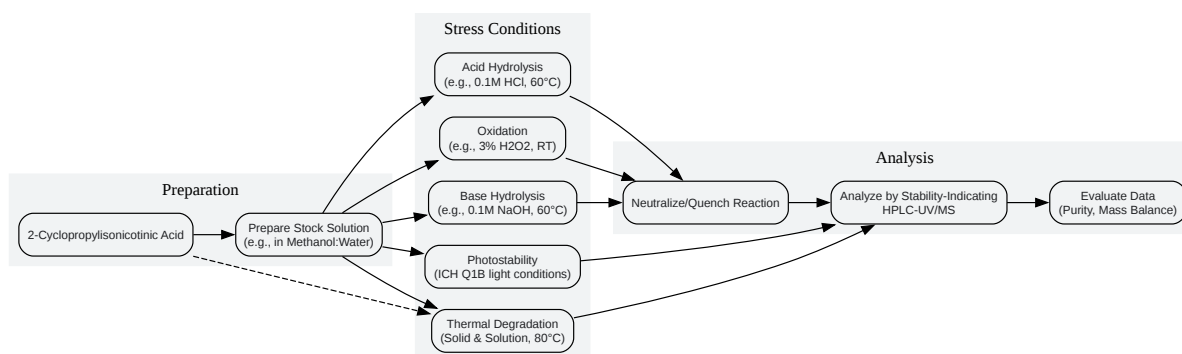 Stress Conditions
Acid Hydrolysis
(e.g., 0.1M HCl, 60°C)
Oxidation
(e.g., 3% H2O2, RT)
Analysis
Preparation
Base Hydrolysis
(e.g., 0.1M NaOH, 60°C)
Neutralize/Quench Reaction
Analyze by Stability-Indicating
HPLC-UV/MS
Evaluate Data
(Purity, Mass Balance)
2-Cyclopropylisonicotinic Acid
Prepare Stock Solution
(e.g., in Methanol:Water)
Photostability
(ICH Q1B light conditions)
Thermal Degradation
(Solid & Solution, 80°C)